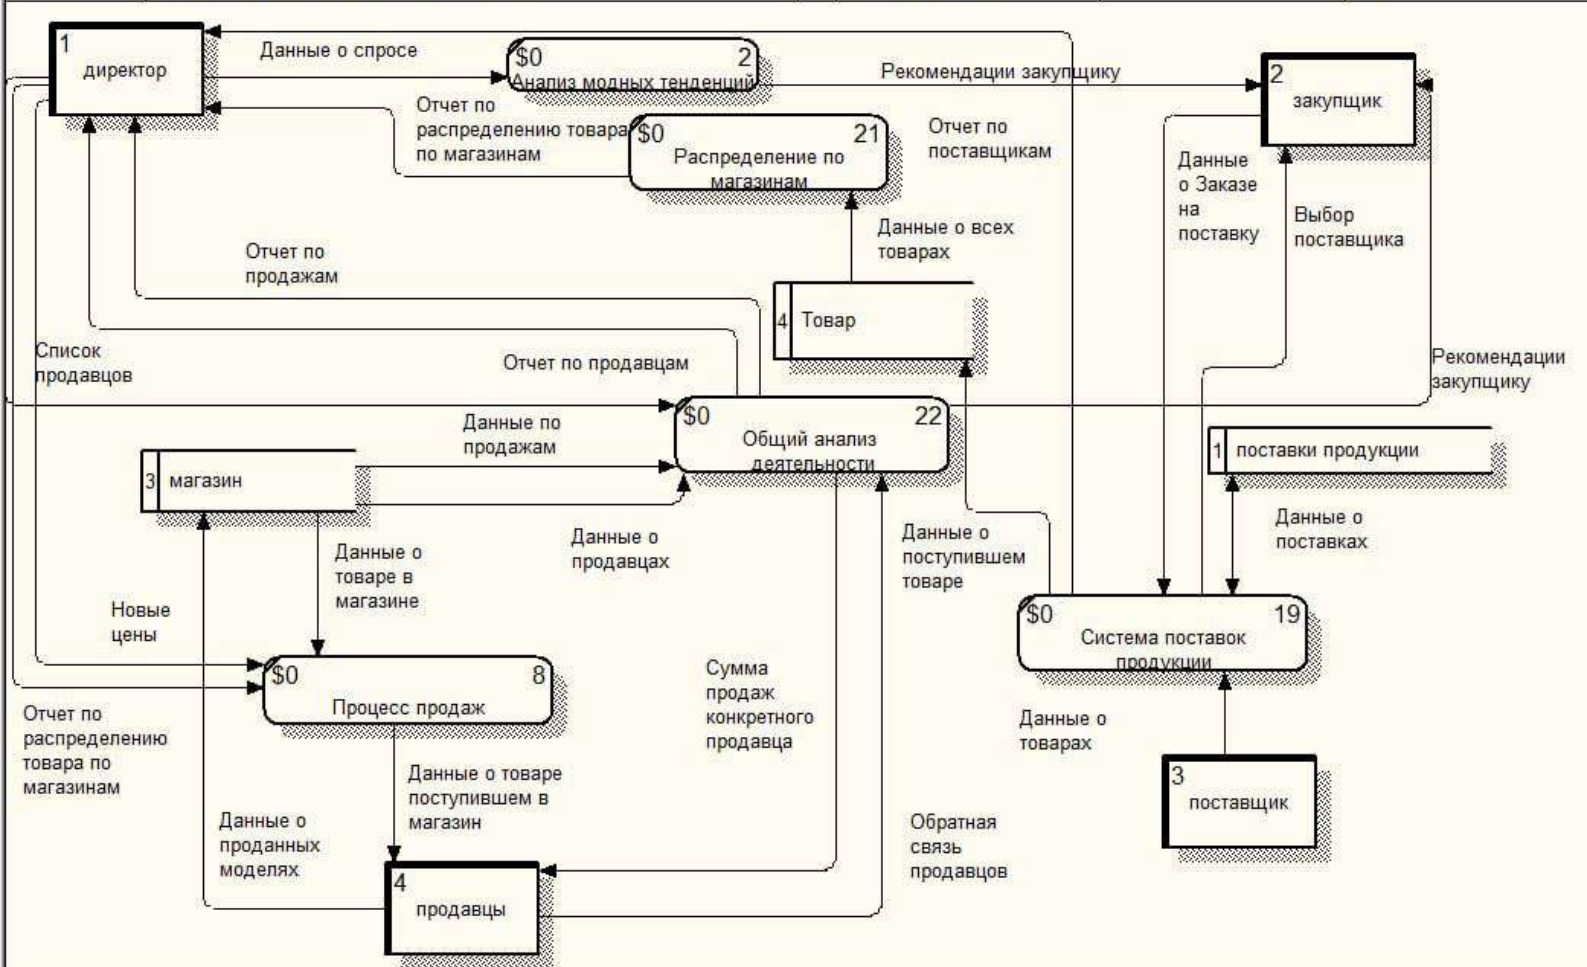 1
директор
Данные о спросе
$0
2
Анализ модных тенденций
Рекомендации закупщику
2
закупщик
Отчет по
распределению товара
по магазинам
$0
21
Распределение по
магазинам
Отчет по
поставщикам
Данные
о Заказе
на
поставку
Выбор
поставщика
Данные о всех
товарах
Отчет по
продажам
4
Товар
Список
продавцов
Отчет по продавцам
Рекомендации
закупщику
Данные по
продажам
$0
22
Общий анализ
деятельности
1
поставки продукции
3
магазин
Данные о
продавцах
Данные о
поступившем
товаре
Данные о
поставках
Данные о
товаре в
магазине
Новые
цены
$0
19
Система поставок
продукции
$0
8
Процесс продаж
Сумма
продаж
конкретного
продавца
Отчет по
распределению
товара по
магазинам
Данные о
товарах
Данные о товаре
поступившем в
магазин
3
поставщик
Данные о
проданных
моделях
Обратная
связь
продавцов
4
продавцы